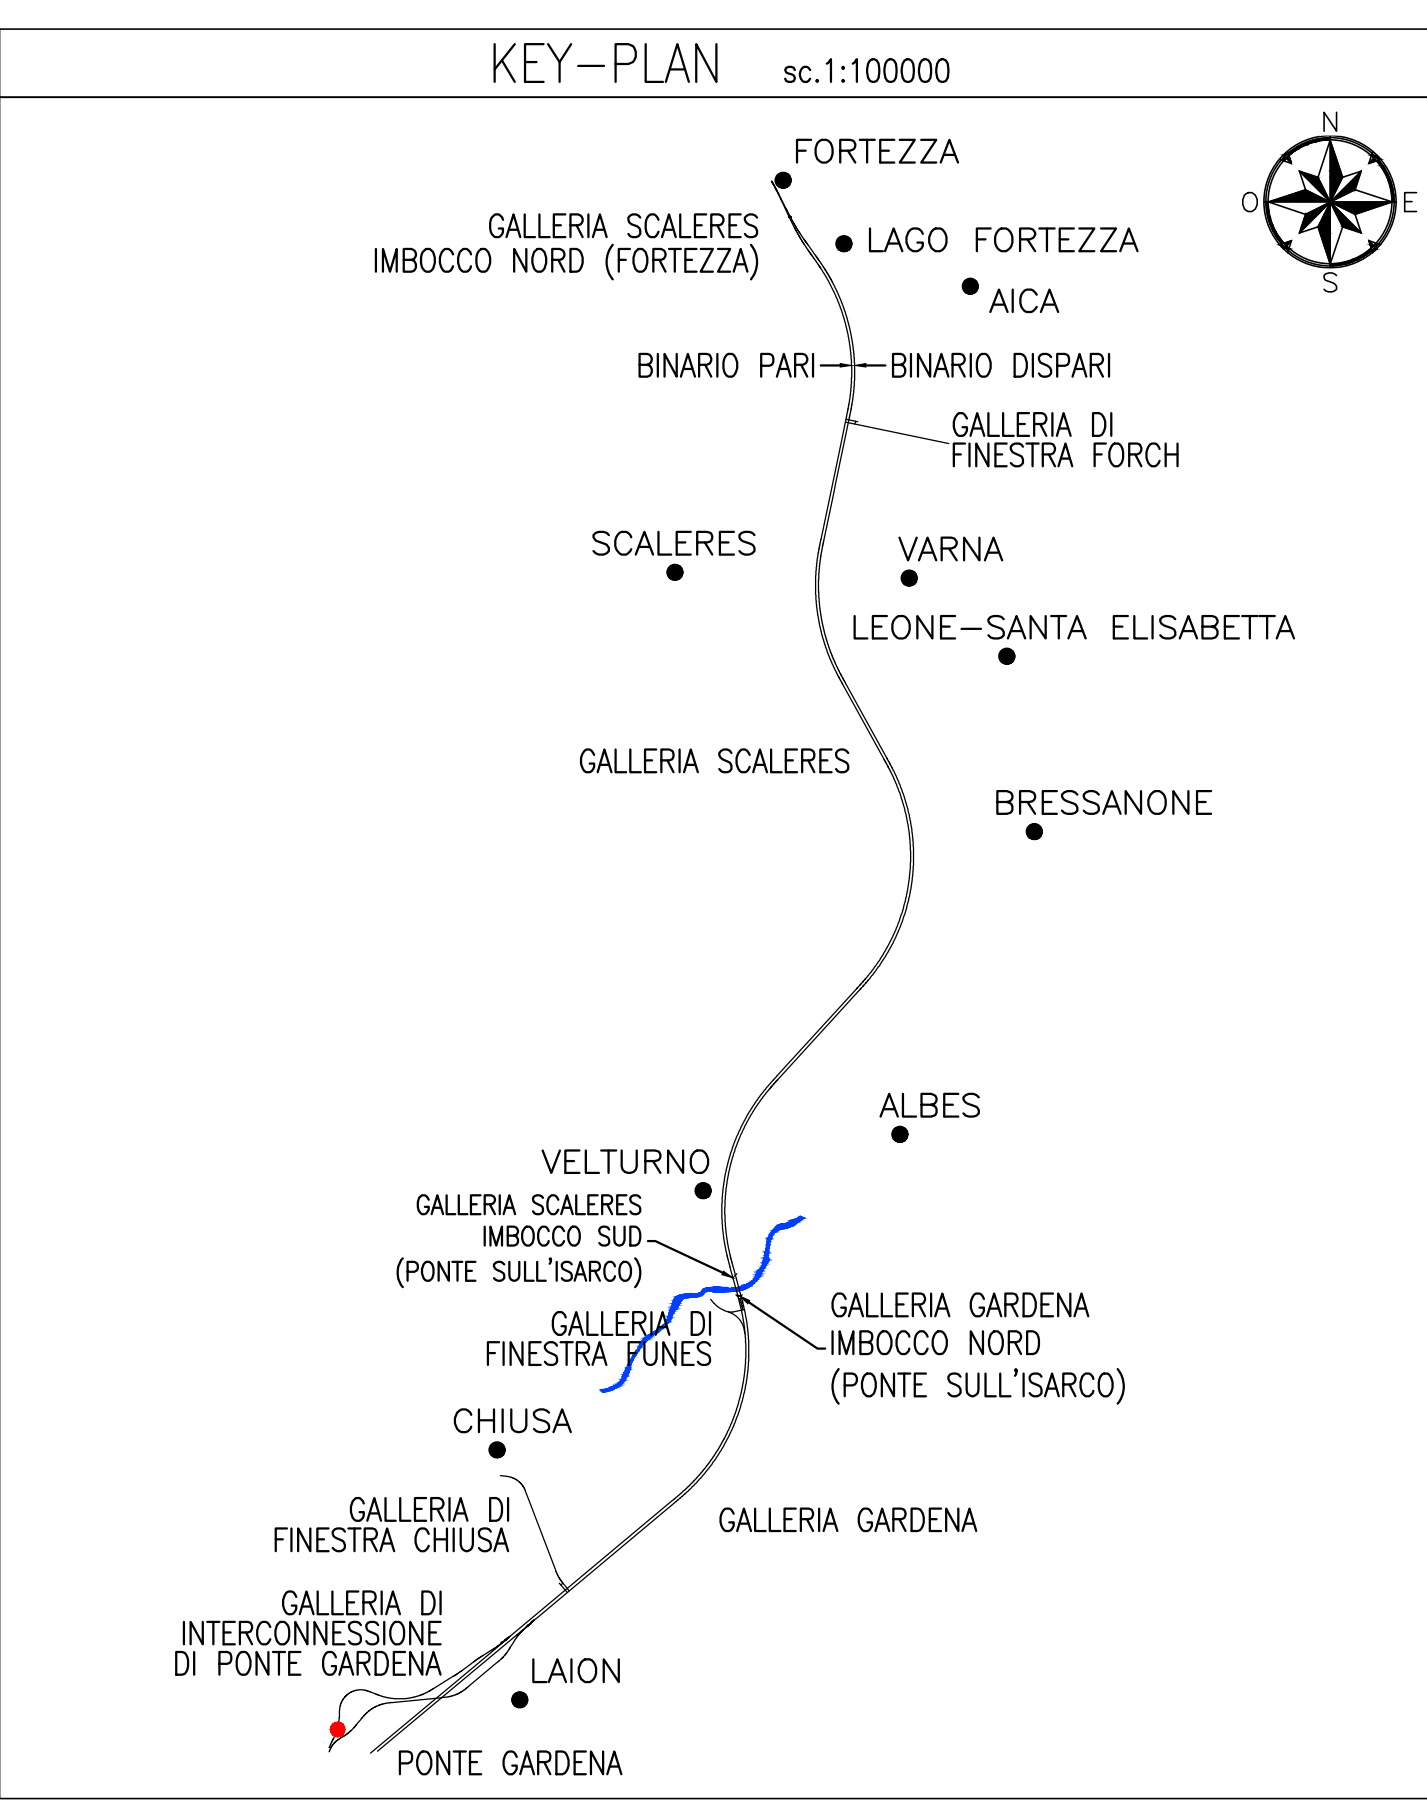 KEY-PLAN sc.1:100000
N
O
E
S
FORTEZZA
GALLERIA SCALERES
IMBOCCO NORD (FORTEZZA)
LAGO FORTEZZA
AICA
BINARIO PARI
BINARIO DISPARI
GALLERIA DI
FINESTRA FORCH
SCALERES
VARNA
LEONE-SANTA ELISABETTA
GALLERIA SCALERES
BRESSANONE
ALBES
VELTURNO
GALLERIA SCALERES
IMBOCCO SUD
(PONTE SULL'ISARCO)
GALLERIA GARDENA
IMBOCCO NORD
(PONTE SULL'ISARCO)
GALLERIA DI
FINESTRA FUNES
CHIUSA
GALLERIA DI
FINESTRA CHIUSA
GALLERIA GARDENA
GALLERIA DI
INTERCONNESSIONE
DI PONTE GARDENA
LAION
PONTE GARDENA